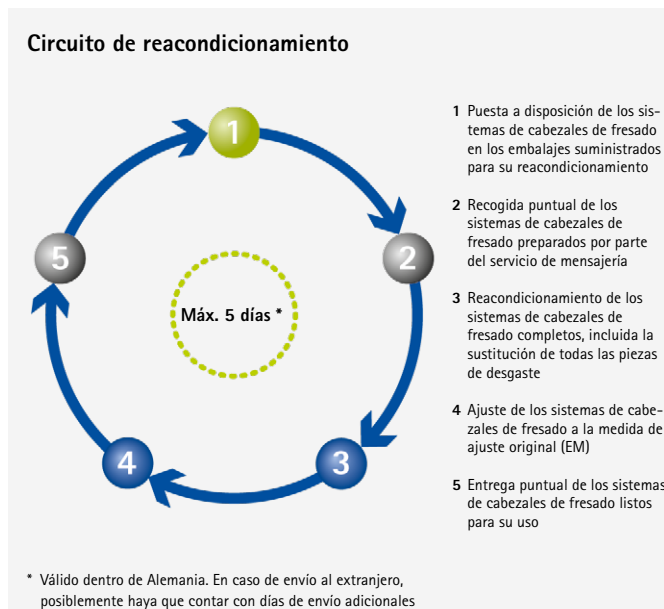 Circuito de reacondicionamiento
1
2
3
4
5
Máx. 5 días *
1 Puesta a disposición de los sis-
temas de cabezales de fresado
en los embalajes suministrados
para su reacondicionamiento
2 Recogida puntual de los
sistemas de cabezales de
fresado preparados por parte
del servicio de mensajería
3 Reacondicionamiento de los
sistemas de cabezales de
fresado completos, incluida la
sustitución de todas las piezas
de desgaste
4 Ajuste de los sistemas de cabe-
zales de fresado a la medida de
ajuste original (EM)
5 Entrega puntual de los sistemas
de cabezales de fresado listos
para su uso
* Válido dentro de Alemania. En caso de envío al extranjero,
posiblemente haya que contar con días de envío adicionales